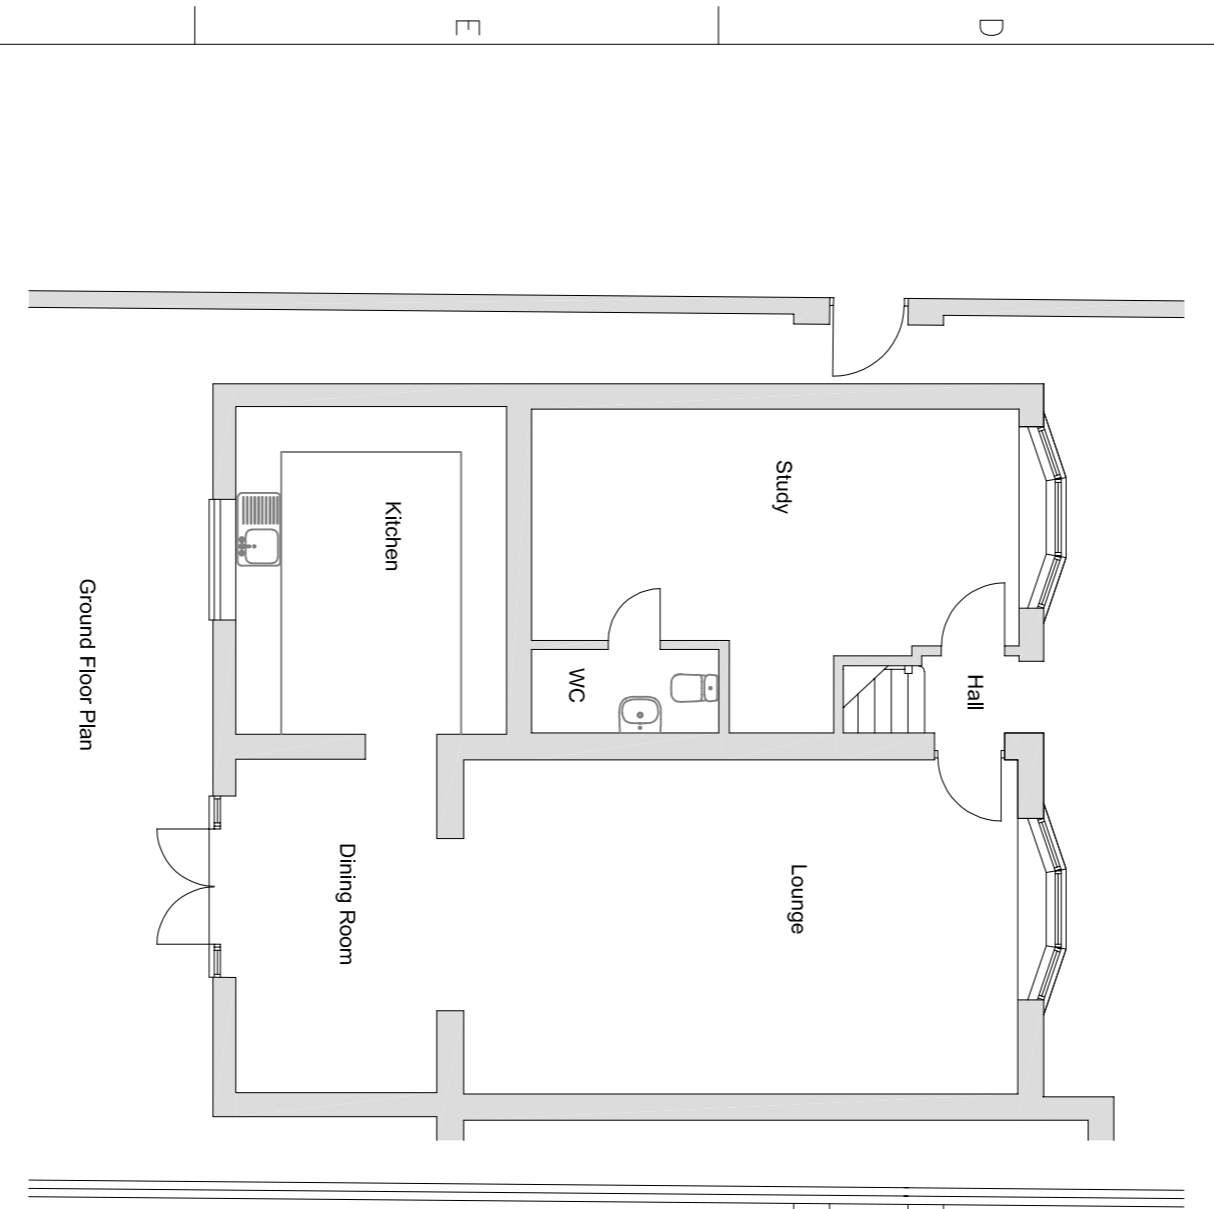 E
D
Study
Kitchen
Hall
WC
Ground Floor Plan
Dining Room
Lounge